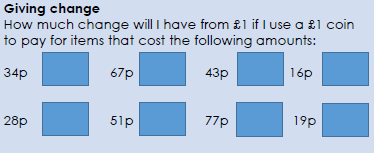 Giving change
How much change will I have from £1 if I use a £1 coin
to pay for items that cost the following amounts:
34p 67p 43p 16p
28p 51p 77p 19p